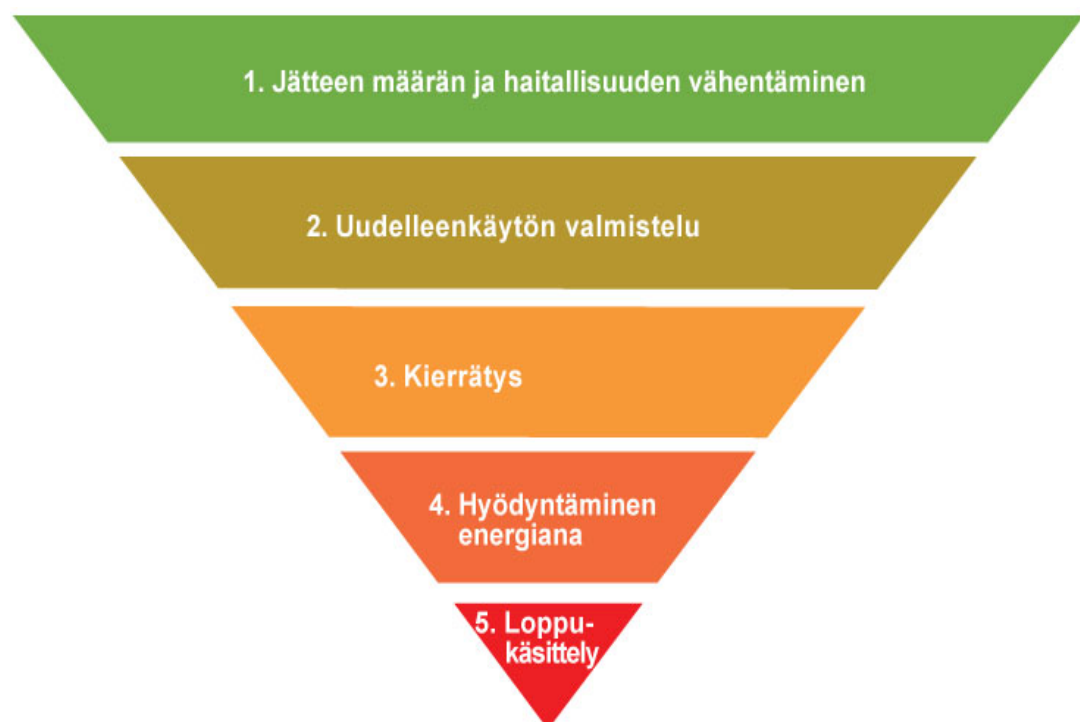 1. Jätteen määrän ja haitallisuuden vähentäminen
2. Uudelleenkäytön valmistelu
3. Kierrätys
4. Hyödyntäminen
energiana
5. Loppu-
käsittely